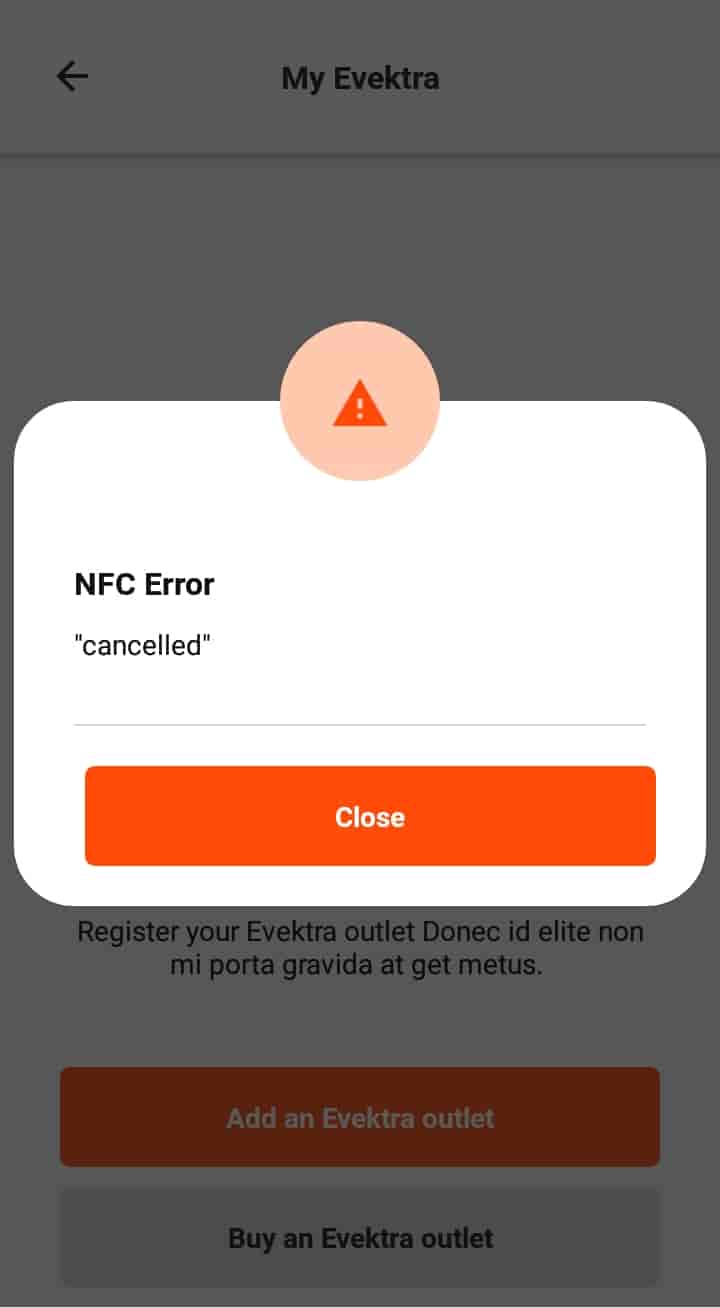 My Evektra
NFC Error
"cancelled"
Close
Register your Evektra outlet Donec id elite non
mi porta gravida at get metus.
Add an Evektra outlet
Buy an Evektra outlet